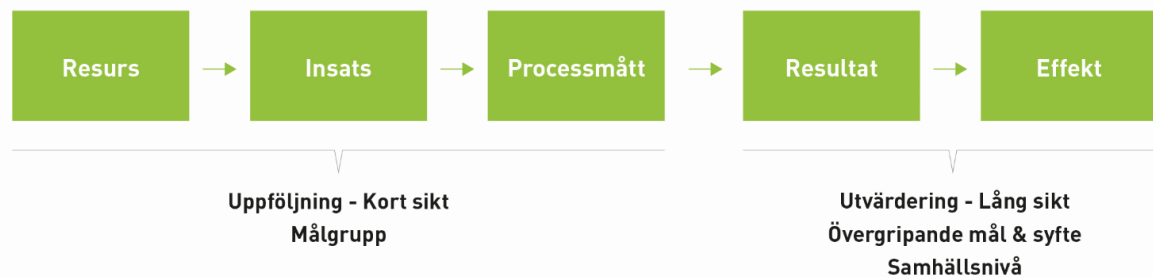 Resurs
Insats
Processmått
Resultat
Effekt
Uppföljning - Kort sikt
Målgrupp
Utvärdering - Lång sikt
Övergripande mål & syfte
Samhällsnivå